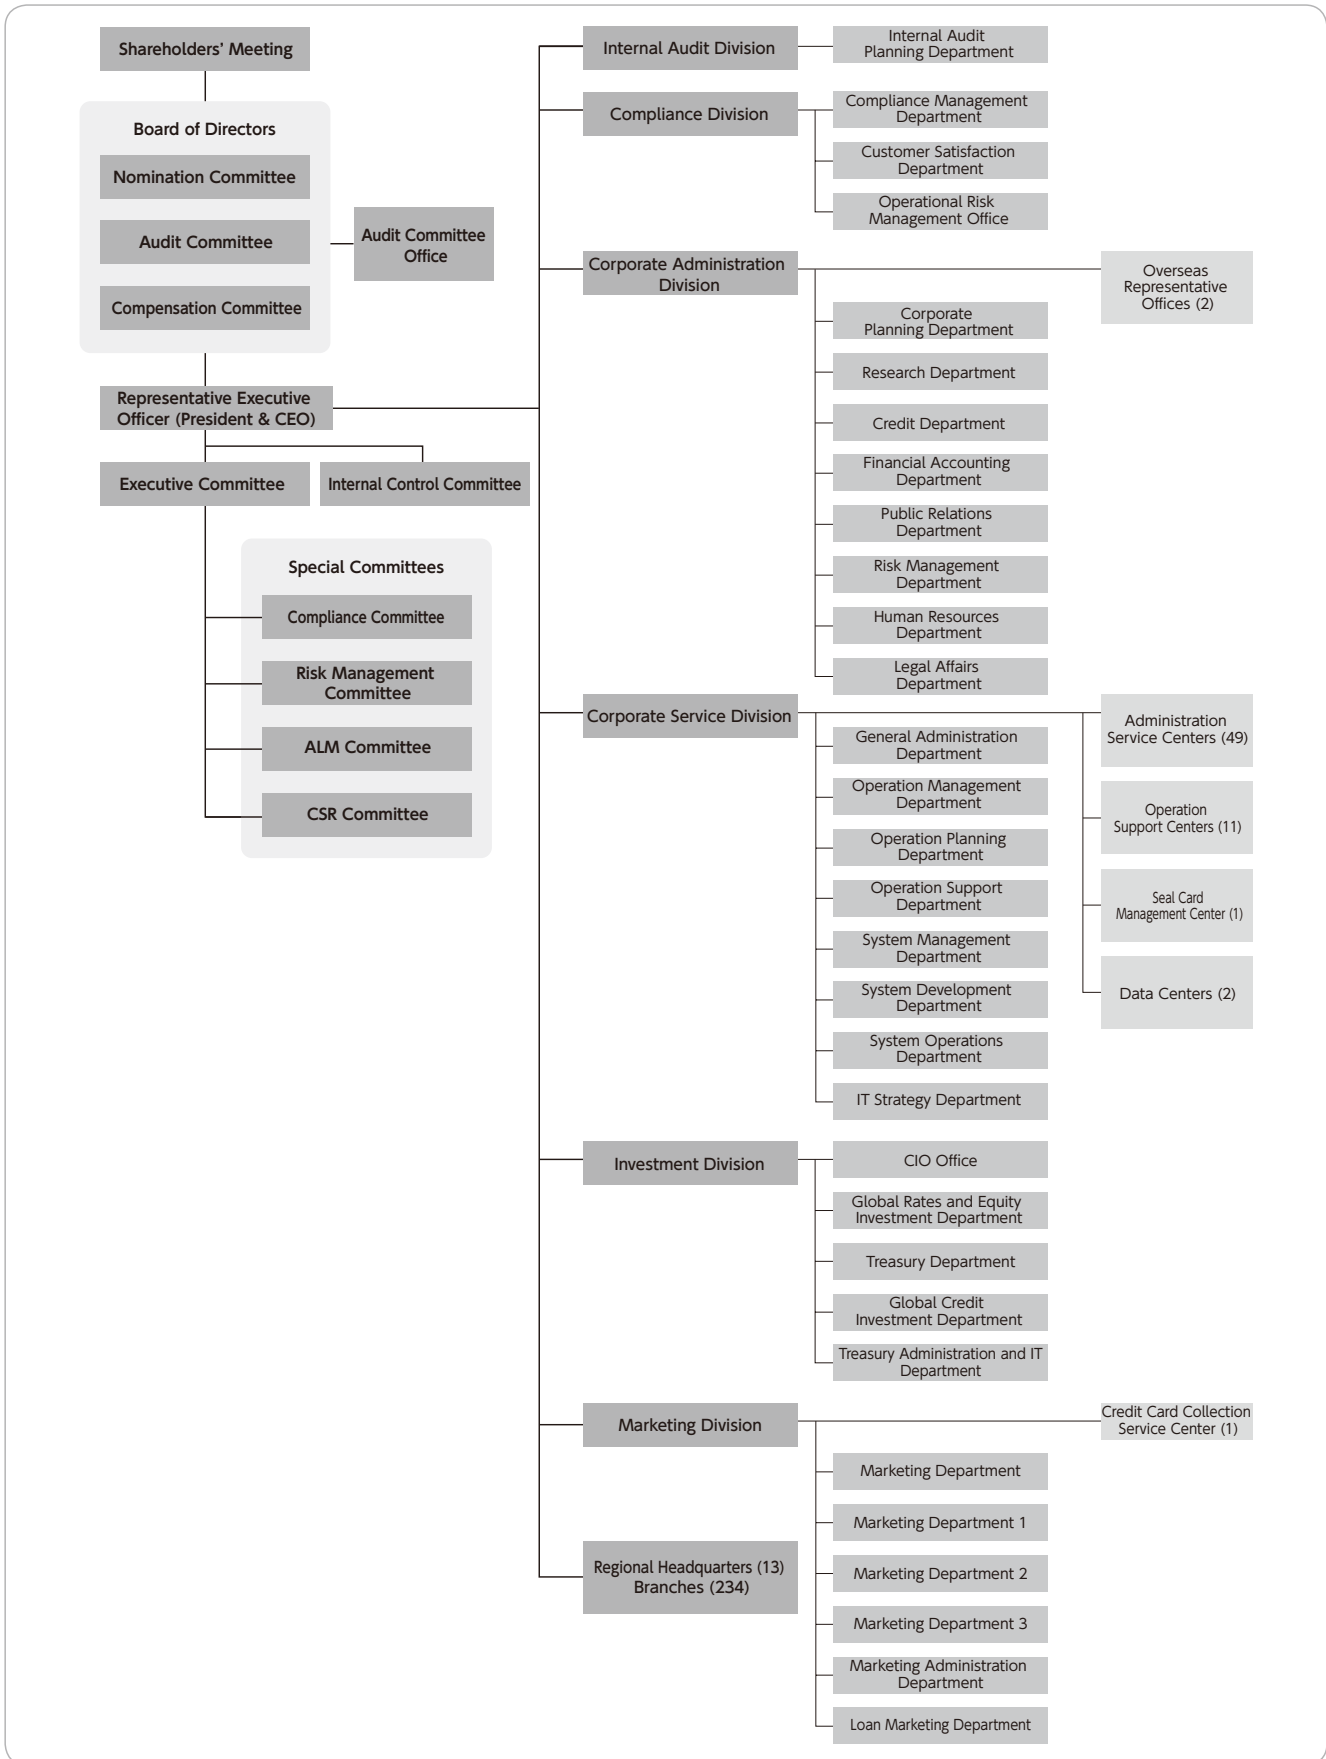 Shareholders' Meeting
Board of Directors
Nomination Committee
Audit Committee
Compensation Committee
Audit Committee
Office
Representative Executive
Officer (President & CEO)
Executive Committee
Internal Control Committee
Special Committees
Compliance Committee
Risk Management
Committee
ALM Committee
CSR Committee
Internal Audit Division
Internal Audit
Planning Department
Compliance Division
Compliance Management
Department
Customer Satisfaction
Department
Operational Risk
Management Office
Corporate Administration
Division
Overseas
Representative
Offices (2)
Corporate
Planning Department
Research Department
Credit Department
Financial Accounting
Department
Public Relations
Department
Risk Management
Department
Human Resources
Department
Legal Affairs
Department
Corporate Service Division
General Administration
Department
Operation Management
Department
Operation Planning
Department
Operation Support
Department
System Management
Department
System Development
Department
System Operations
Department
IT Strategy Department
Administration
Service Centers (49)
Operation
Support Centers (11)
Seal Card
Management Center (1)
Data Centers (2)
Investment Division
CIO Office
Global Rates and Equity
Investment Department
Treasury Department
Global Credit
Investment Department
Treasury Administration and IT
Department
Marketing Division
Credit Card Collection
Service Center (1)
Marketing Department
Marketing Department 1
Marketing Department 2
Marketing Department 3
Marketing Administration
Department
Loan Marketing Department
Regional Headquarters (13)
Branches (234)